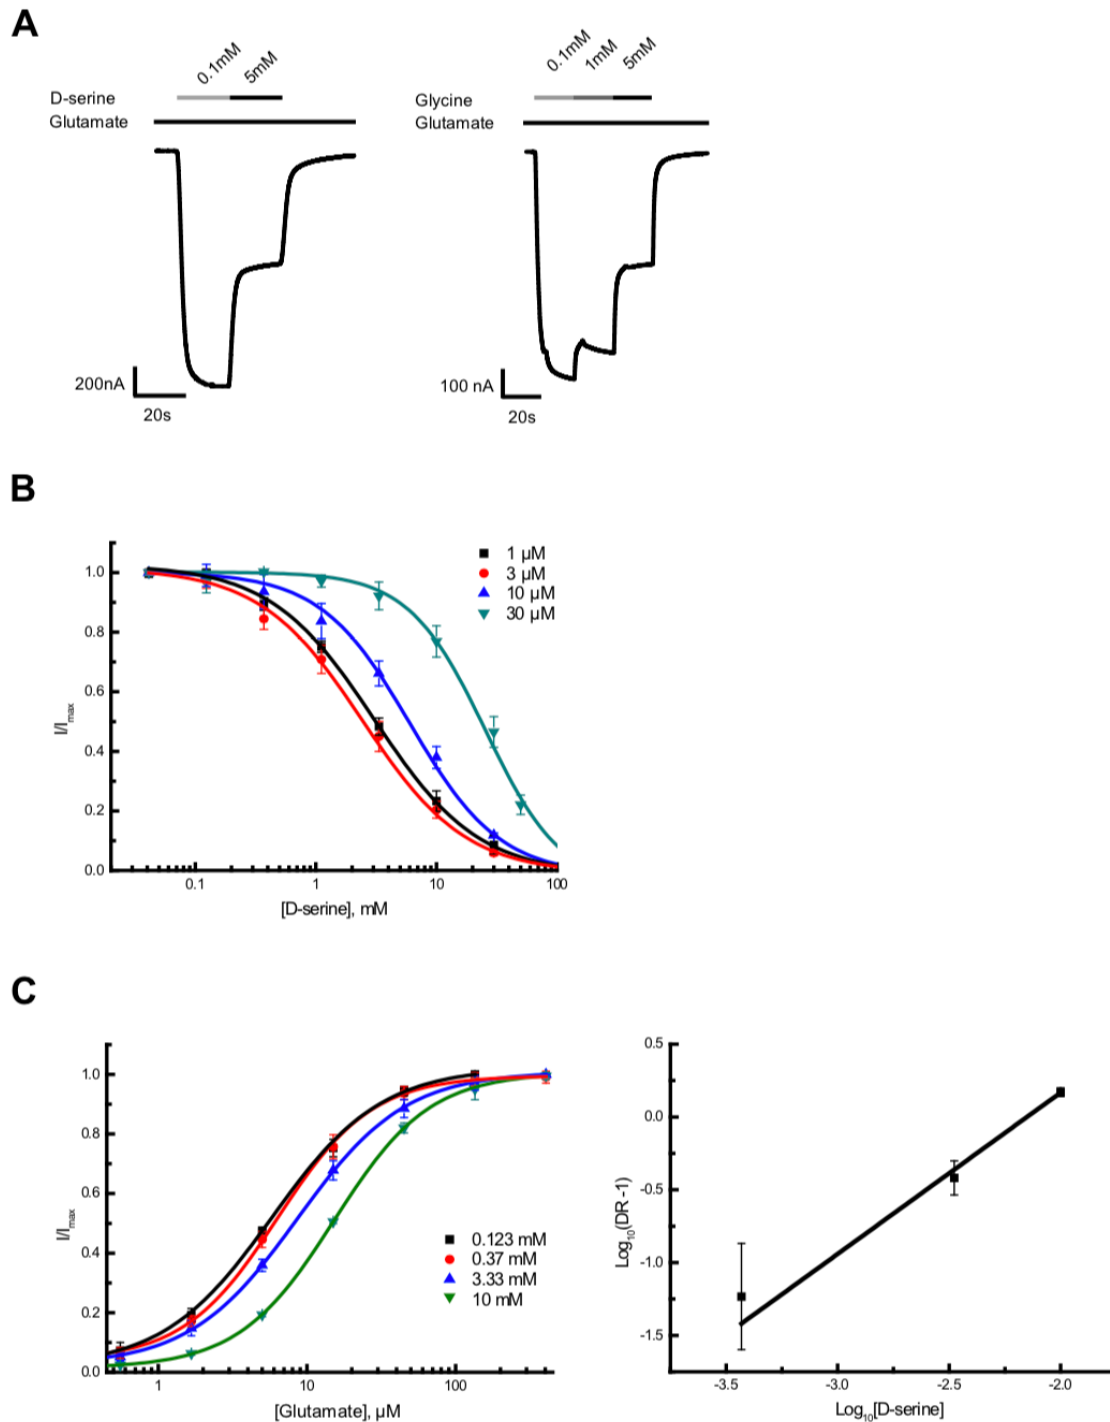 A
0.1mM
5mM
D-serine
Glutamate
200nA
20s
0.1mM
1mM
5mM
Glycine
Glutamate
100 nA
20s
B
1 µM
3 µM
10 µM
30 µM
1.0
0.8
0.6
0.4
0.2
0.0
I/Imax
0.1
1
10
100
[D-serine], mM
C
1.0
0.8
0.6
0.4
0.2
0.0
I/Imax
0.123 mM
0.37 mM
3.33 mM
10 mM
1
10
100
[Glutamate], µM
0.5
0.0
-0.5
-1.0
-1.5
Log10(DR -1)
-3.5
-3.0
-2.5
-2.0
Log10[D-serine]